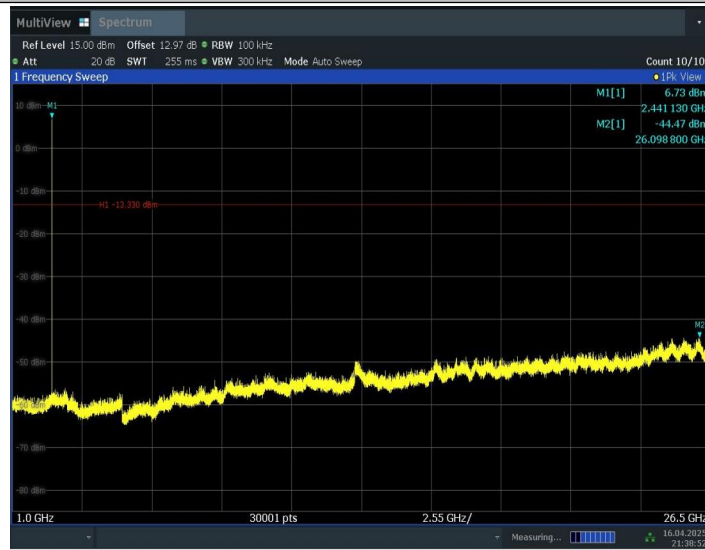 MultiView Spectrum
Ref Level 15.00 dBm Offset 12.97 dB RBW 100 kHz
Att 20 dB SWT 255 ms VBW 300 kHz Mode Auto Sweep Count 10/10
1 Frequency Sweep 1Pk View
M1[1] 6.73 dBm
2.441 130 GHz
M2[1] -44.47 dBm
26.098 800 GHz
10 dBm M1
0 dBm
-10 dBm
H1 -13.330 dBm
-20 dBm
-30 dBm
-40 dBm
M2
-50 dBm
-60 dBm
-70 dBm
-80 dBm
1.0 GHz 30001 pts 2.55 GHz/ 26.5 GHz
Measuring... 16.04.2025
21:38:52